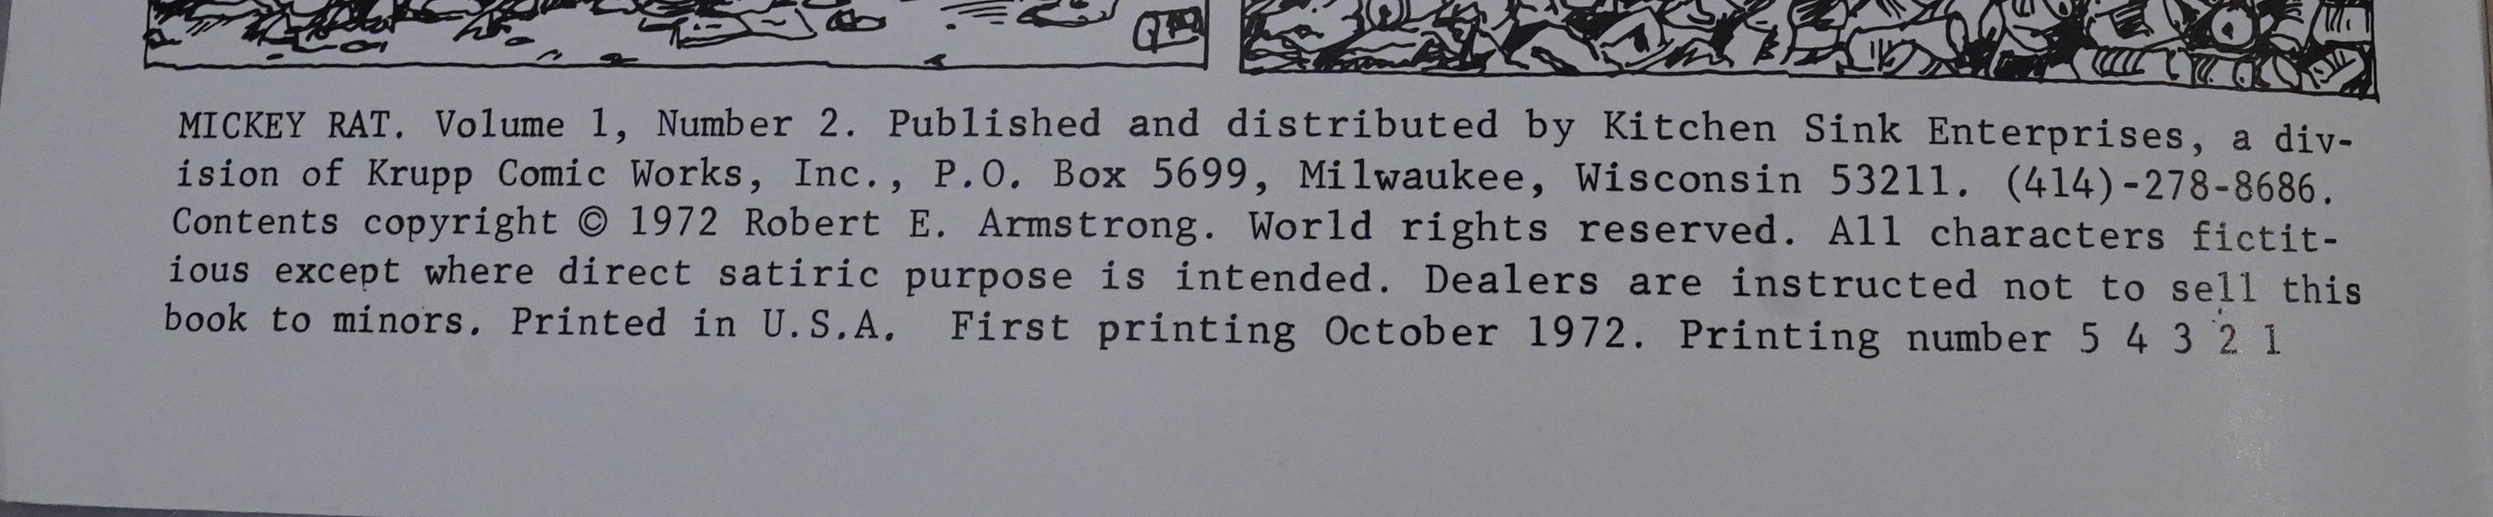 MICKEY RAT. Volume 1, Number 2. Published and distributed by Kitchen Sink Enterprises, a div-
ision of Krupp Comic Works, Inc., P.O. Box 5699, Milwaukee, Wisconsin 53211. (414)-278-8686.
Contents copyright © 1972 Robert E. Armstrong. World rights reserved. All characters fictit-
ious except where direct satiric purpose is intended. Dealers are instructed not to sell this
book to minors. Printed in U.S.A. First printing October 1972. Printing number 5 4 3 2 1